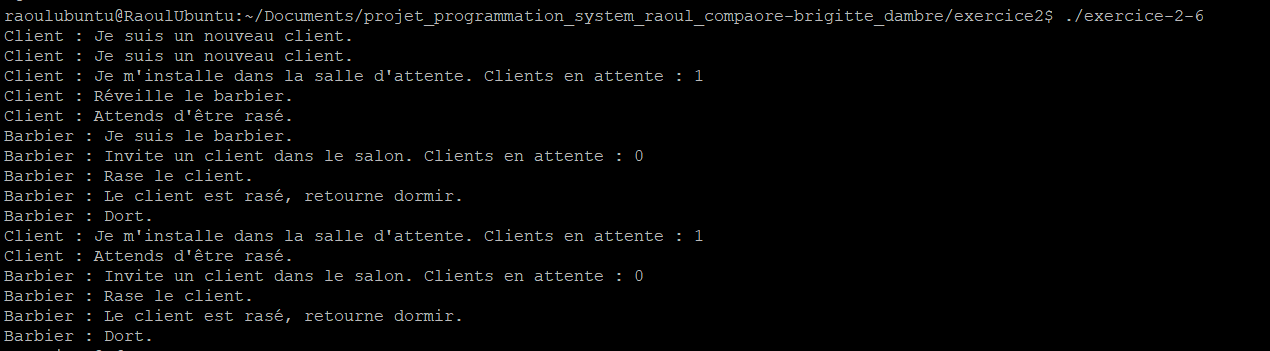 raoulubuntu@RaoulUbuntu:~/Documents/projet_programmation_system_raoul_compaore-brigitte_dambre/exercice2$ ./exercice-2-6
Client : Je suis un nouveau client.
Client : Je suis un nouveau client.
Client : Je m'installe dans la salle d'attente. Clients en attente : 1
Client : Réveille le barbier.
Client : Attends d'être rasé.
Barbier : Je suis le barbier.
Barbier : Invite un client dans le salon. Clients en attente : 0
Barbier : Rase le client.
Barbier : Le client est rasé, retourne dormir.
Barbier : Dort.
Client : Je m'installe dans la salle d'attente. Clients en attente : 1
Client : Attends d'être rasé.
Barbier : Invite un client dans le salon. Clients en attente : 0
Barbier : Rase le client.
Barbier : Le client est rasé, retourne dormir.
Barbier : Dort.